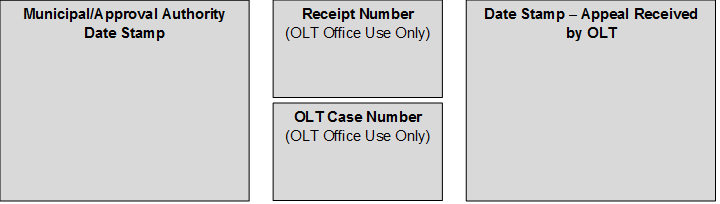 Municipal/Approval Authority
Date Stamp
Receipt Number
(OLT Office Use Only)
OLT Case Number
(OLT Office Use Only)
Date Stamp – Appeal Received
by OLT